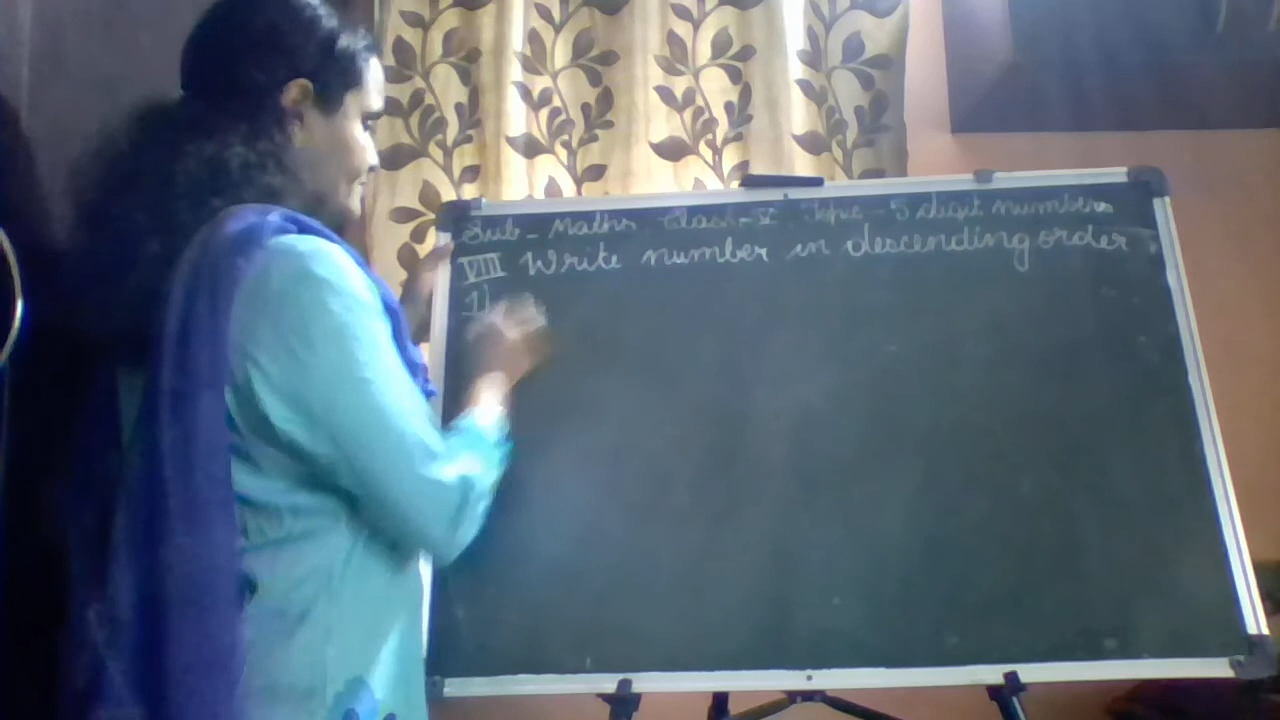 Sub - Maths Class - V Topic - 5 digit numbers
VIII Write number in descending order
1)